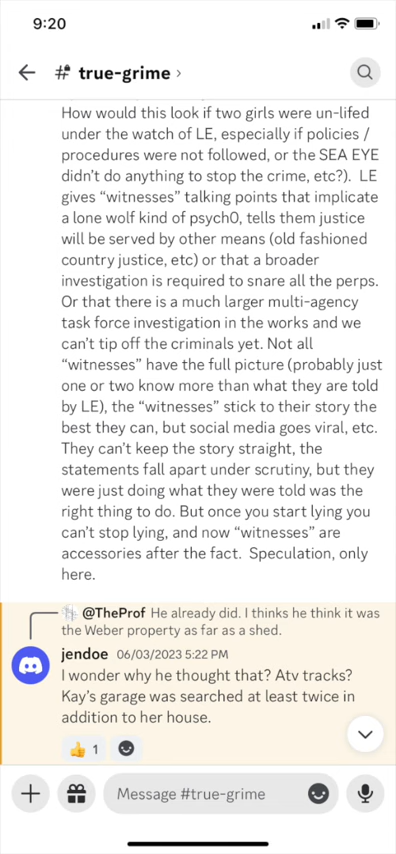 9:20
# true-grime ›
How would this look if two girls were un-lifed
under the watch of LE, especially if policies /
procedures were not followed, or the SEA EYE
didn't do anything to stop the crime, etc?).  LE
gives “witnesses” talking points that implicate
a lone wolf kind of psych0, tells them justice
will be served by other means (old fashioned
country justice, etc) or that a broader
investigation is required to snare all the perps.
Or that there is a much larger multi-agency
task force investigation in the works and we
can't tip off the criminals yet. Not all
“witnesses” have the full picture (probably just
one or two know more than what they are told
by LE), the “witnesses” stick to their story the
best they can, but social media goes viral, etc.
They can't keep the story straight, the
statements fall apart under scrutiny, but they
were just doing what they were told was the
right thing to do. But once you start lying you
can't stop lying, and now “witnesses” are
accessories after the fact.  Speculation, only
here.
@TheProf He already did. I thinks he think it was
the Weber property as far as a shed.
jendoe 06/03/2023 5:22 PM
I wonder why he thought that? Atv tracks?
Kay's garage was searched at least twice in
addition to her house.
👍 1
Message #true-grime